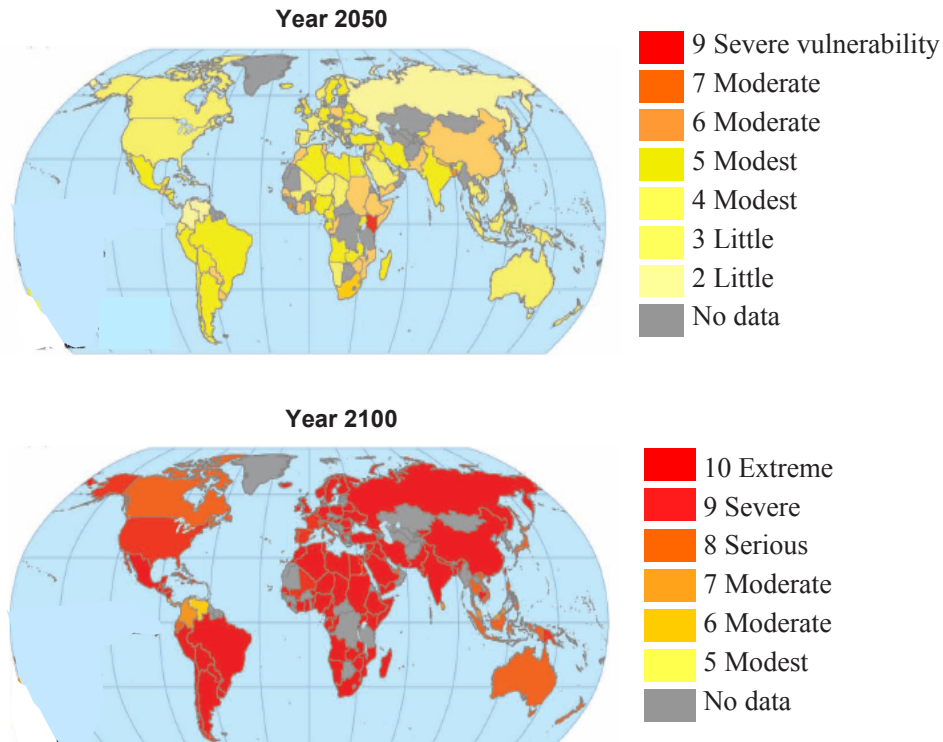 Year 2050
9 Severe vulnerability
7 Moderate
6 Moderate
5 Modest
4 Modest
3 Little
2 Little
No data
Year 2100
10 Extreme
9 Severe
8 Serious
7 Moderate
6 Moderate
5 Modest
No data